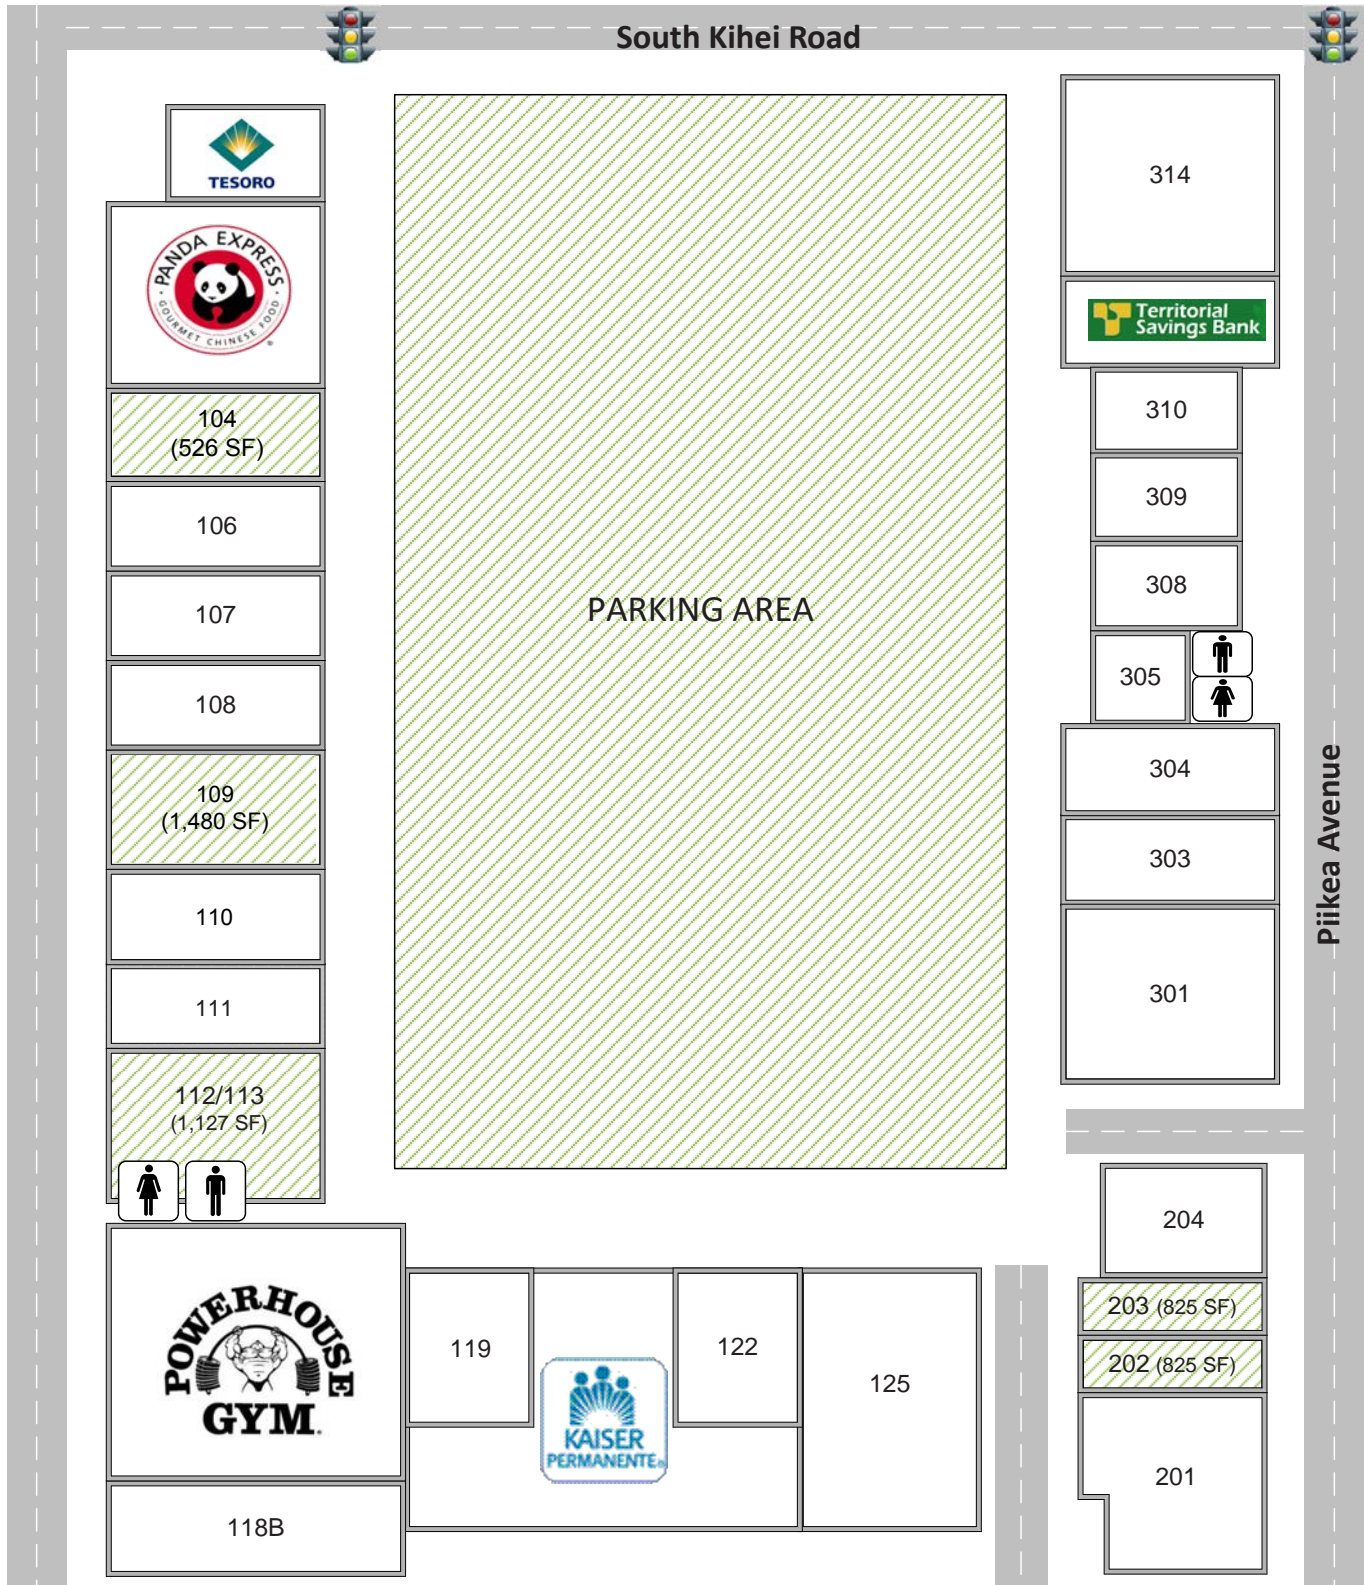 South Kihei Road
TESORO
PANDA EXPRESS
GOURMET CHINESE FOOD
104
(526 SF)
106
107
108
109
(1,480 SF)
110
111
112/113
(1,127 SF)
POWERHOUSE
GYM.
118B
PARKING AREA
119
KAISER
PERMANENTE®
122
125
314
Territorial
Savings Bank
310
309
308
305
304
303
301
Piikea Avenue
204
203 (825 SF)
202 (825 SF)
201